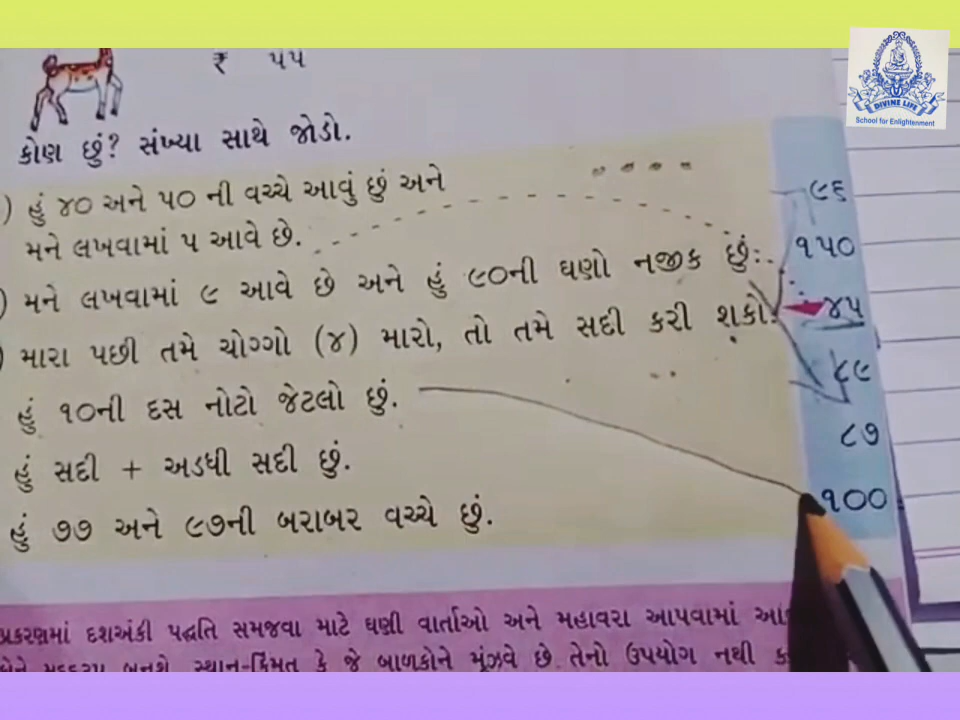 ₹ ૫૫
DIVINE LIFE
School for Enlightenment
કોણ છું? સંખ્યા સાથે જોડો.
) હું ૪૦ અને ૫૦ ની વચ્ચે આવું છું અને
મને લખવામાં ૫ આવે છે.
૯૬
) મને લખવામાં ૯ આવે છે અને હું ૯૦ની ઘણો નજીક છું.
૧૫૦
) મારા પછી તમે ચોગ્ગો (૪) મારો, તો તમે સદી કરી શકો.
૪૫
હું ૧૦ની દસ નોટો જેટલો છું.
૮૯
હું સદી + અડધી સદી છું.
૮૭
હું ૭૭ અને ૯૭ની બરાબર વચ્ચે છું.
૧૦૦
પ્રકરણમાં દશઅંકી પદ્ધતિ સમજવા માટે ઘણી વાર્તાઓ અને મહાવરા આપવામાં
સ્થાન-કિંમત કે જે બાળકોને મૂંઝવે છે તેનો ઉપયોગ નથી